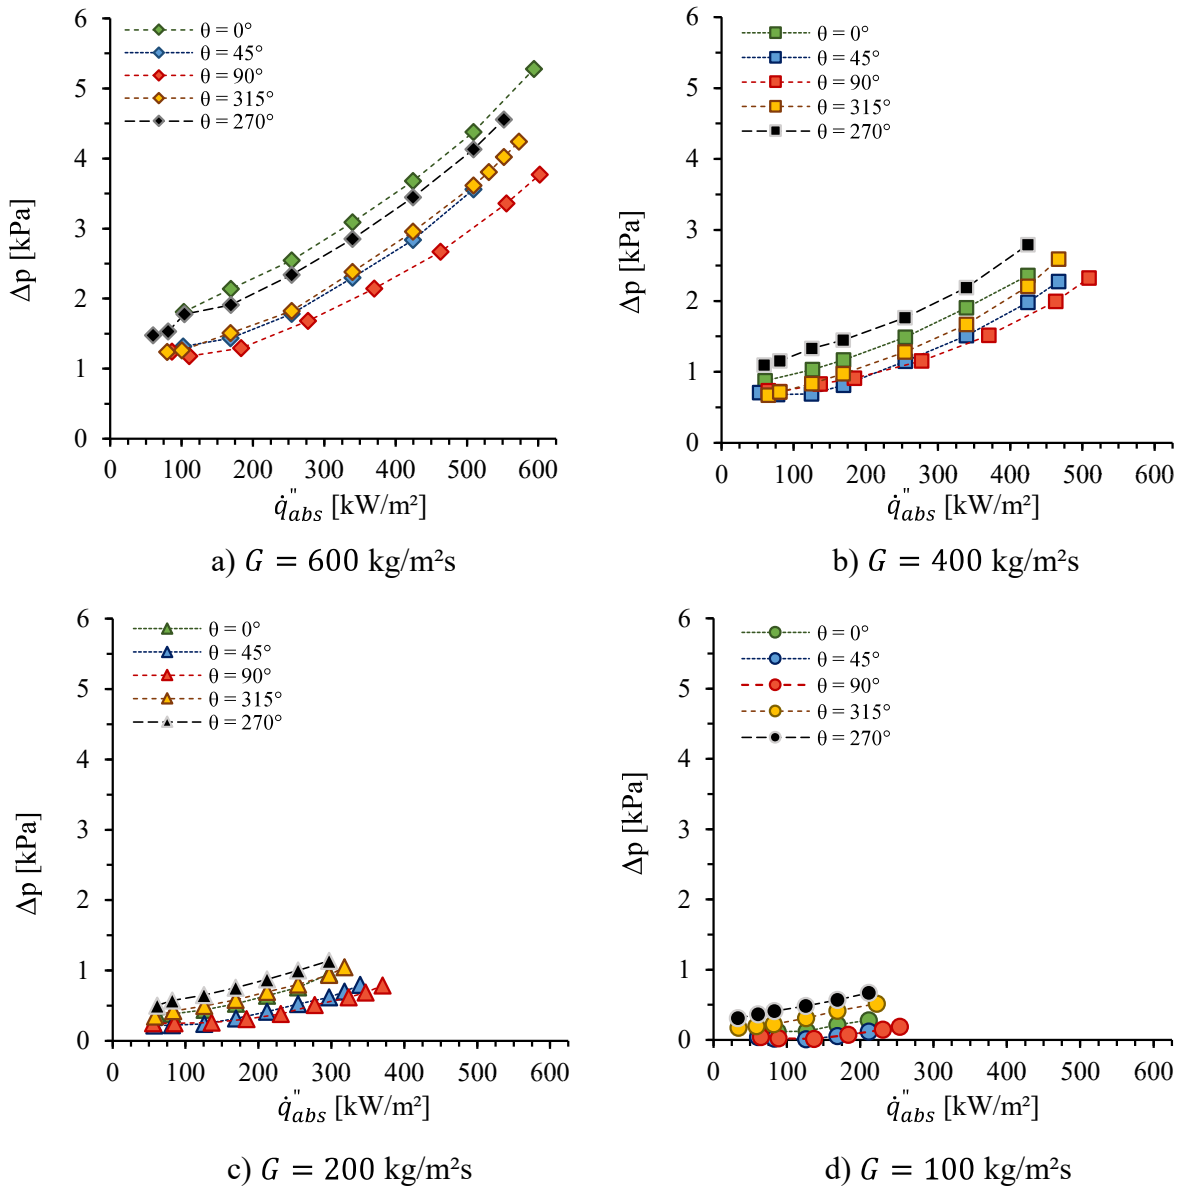 6
5
4
3
2
1
0
Δp [kPa]
θ = 0°
θ = 45°
θ = 90°
θ = 315°
θ = 270°
0 100 200 300 400 500 600
q̇"abs [kW/m²]
a) G = 600 kg/m²s
6
5
4
3
2
1
0
Δp [kPa]
θ = 0°
θ = 45°
θ = 90°
θ = 315°
θ = 270°
0 100 200 300 400 500 600
q̇"abs [kW/m²]
b) G = 400 kg/m²s
6
5
4
3
2
1
0
Δp [kPa]
θ = 0°
θ = 45°
θ = 90°
θ = 315°
θ = 270°
0 100 200 300 400 500 600
q̇"abs [kW/m²]
c) G = 200 kg/m²s
6
5
4
3
2
1
0
Δp [kPa]
θ = 0°
θ = 45°
θ = 90°
θ = 315°
θ = 270°
0 100 200 300 400 500 600
q̇"abs [kW/m²]
d) G = 100 kg/m²s